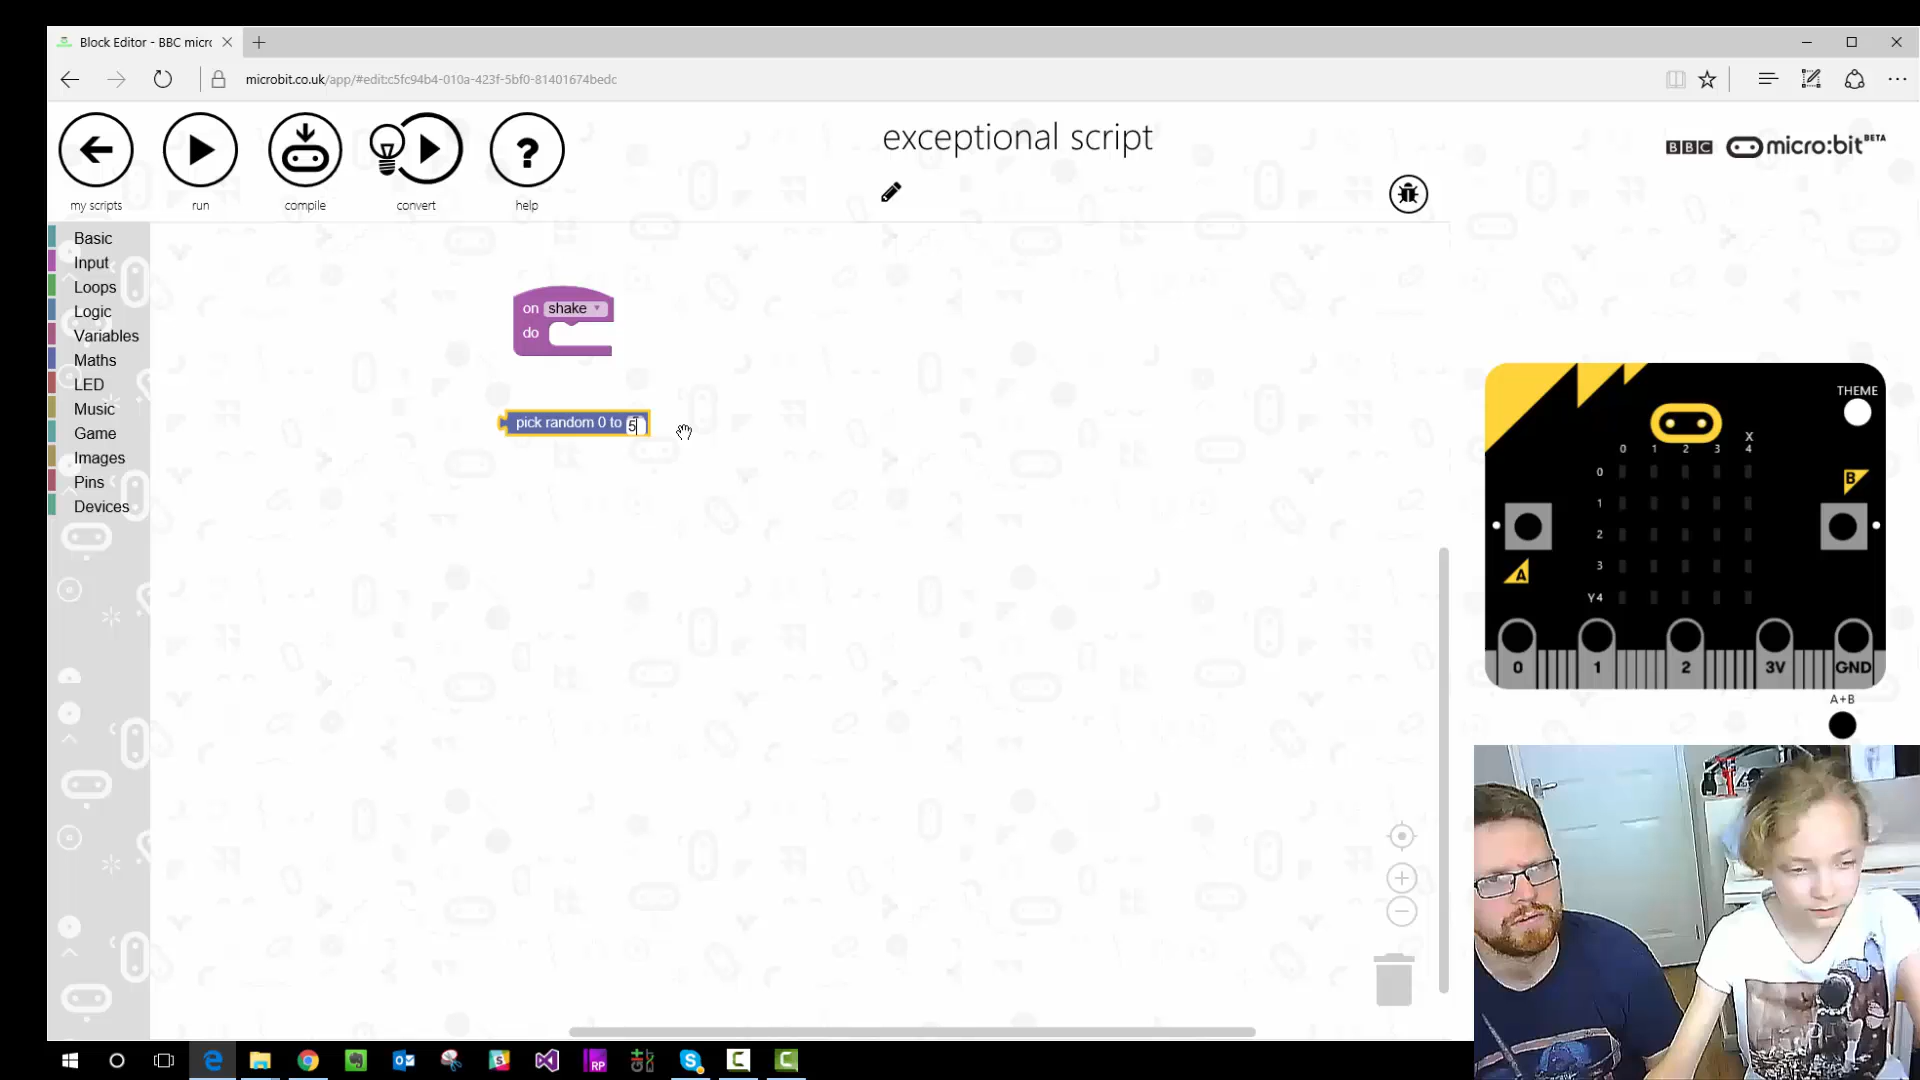 Block Editor - BBC micro
microbit.co.uk/app/#edit:c5fc94b4-010a-423f-5bf0-81401674bedc
exceptional script
BBC micro:bit BETA
my scripts
run
compile
convert
? help
Basic
Input
Loops
Logic
Variables
Maths
LED
Music
Game
Images
Pins
Devices
on shake
do
pick random 0 to 5
THEME
X
0 1 2 3 4
0
1
2
3
Y4
A
B
0 1 2 3V GND
A+B